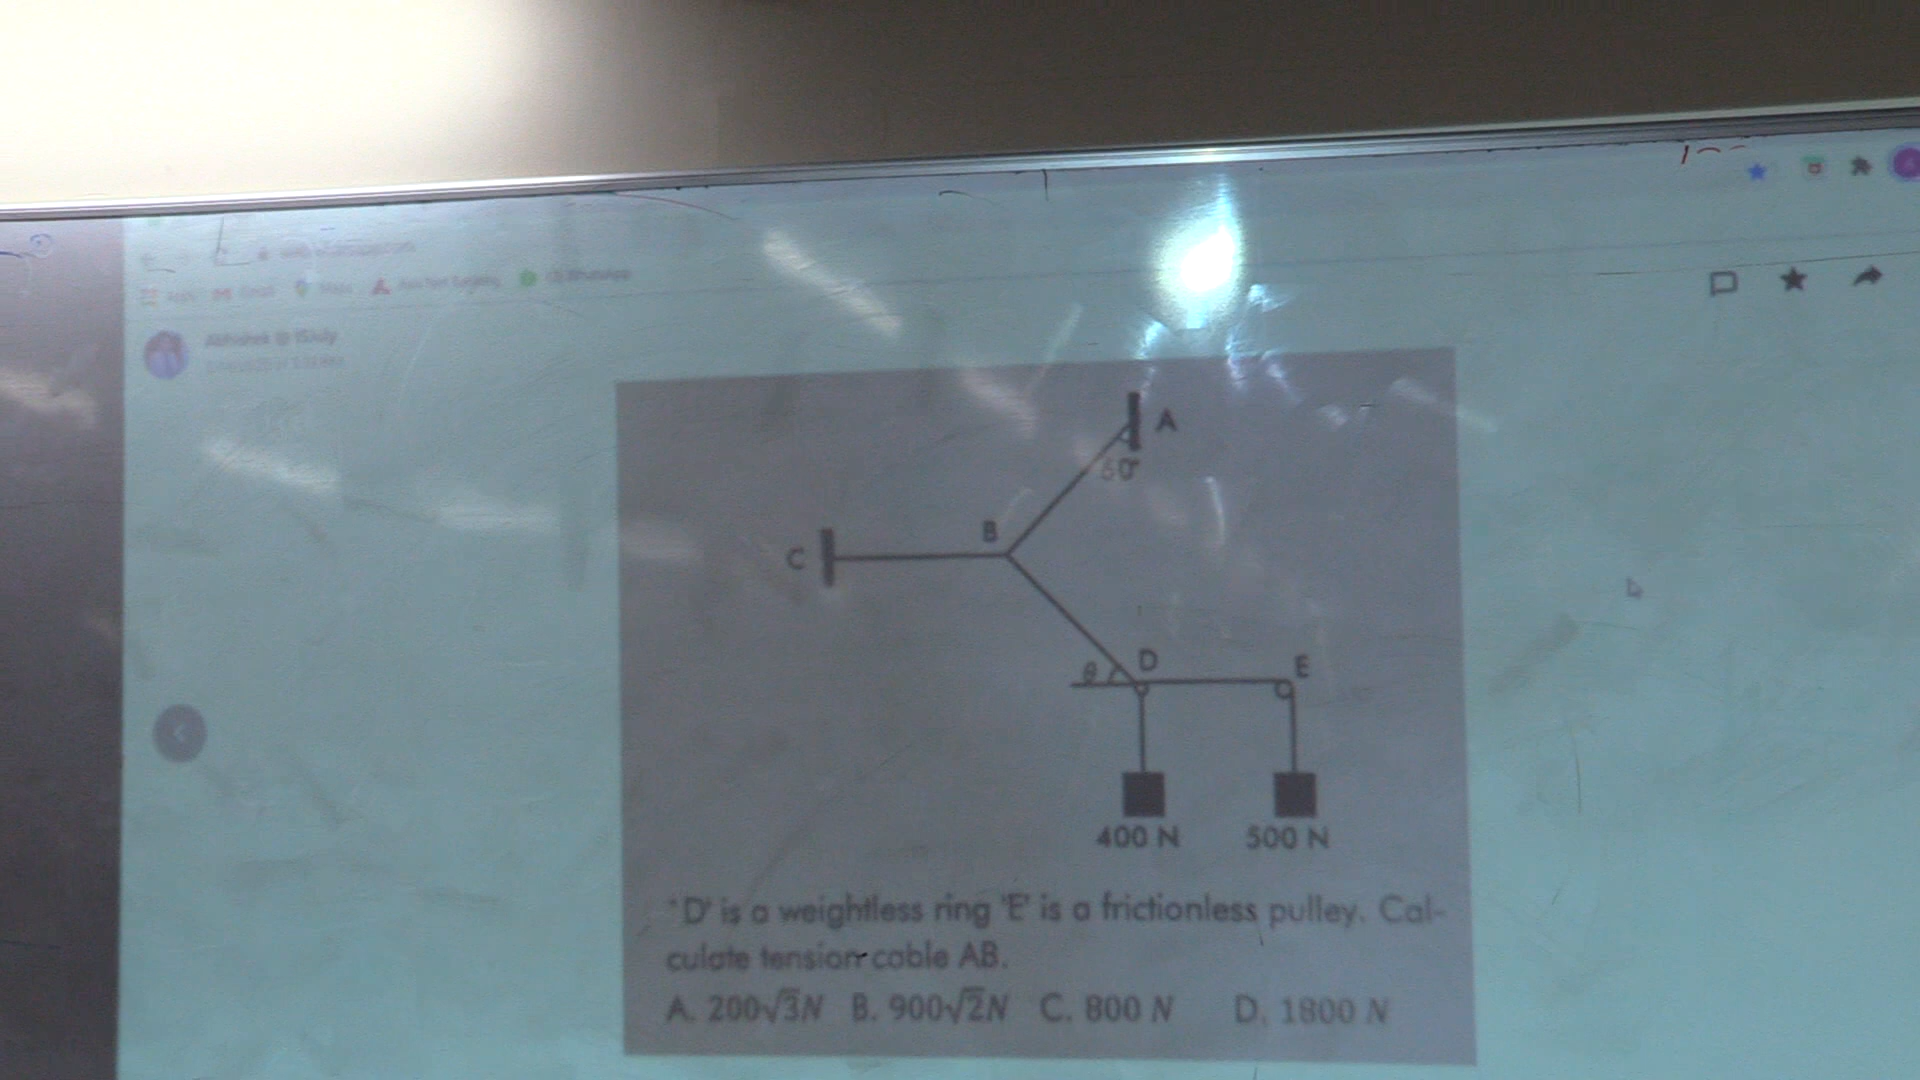 A
60°
B
C
D
E
θ
400 N
500 N
'D' is a weightless ring 'E' is a frictionless pulley. Cal-
culate tension cable AB.
A. 200√3N B. 900√2N C. 800 N D. 1800 N